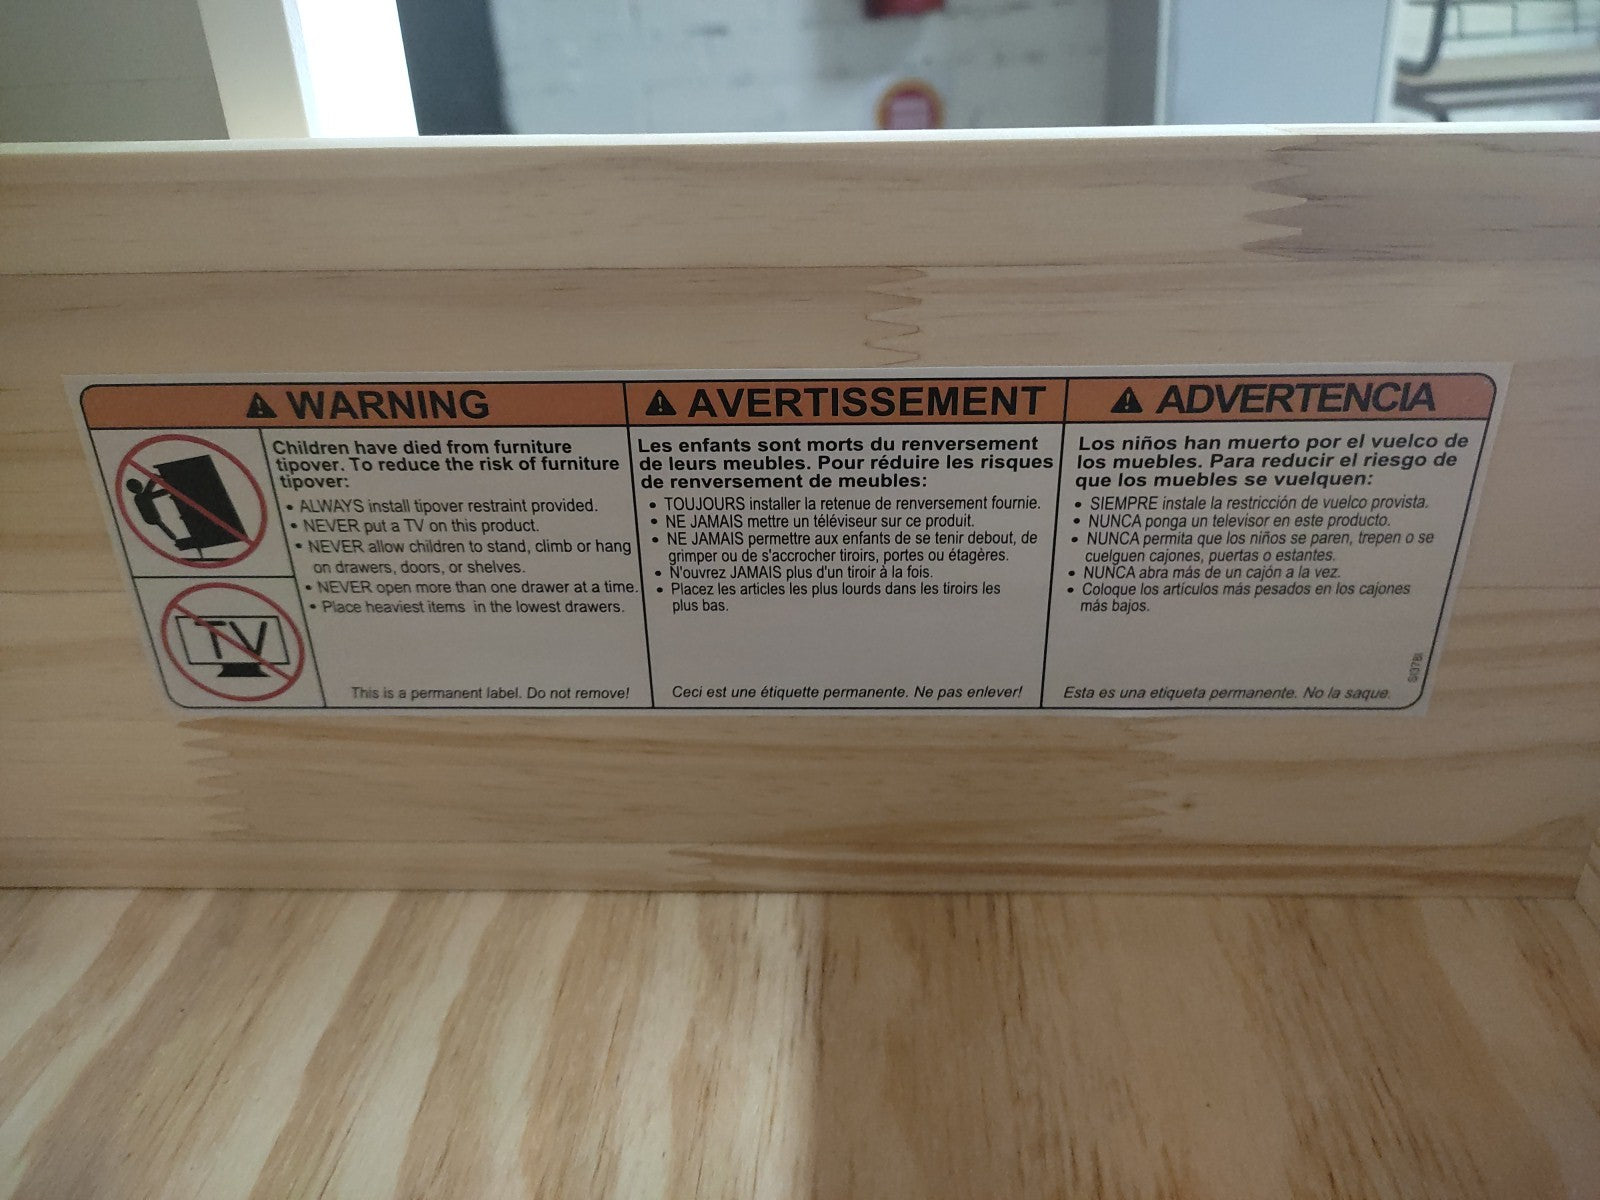 WARNING
Children have died from furniture
tipover. To reduce the risk of furniture
tipover:
• ALWAYS install tipover restraint provided.
• NEVER put a TV on this product.
• NEVER allow children to stand, climb or hang
on drawers, doors, or shelves.
• NEVER open more than one drawer at a time.
• Place heaviest items in the lowest drawers.
TV
This is a permanent label. Do not remove!
AVERTISSEMENT
Les enfants sont morts du renversement
de leurs meubles. Pour réduire les risques
de renversement de meubles:
• TOUJOURS installer la retenue de renversement fournie.
• NE JAMAIS mettre un téléviseur sur ce produit.
• NE JAMAIS permettre aux enfants de se tenir debout, de
grimper ou de s'accrocher tiroirs, portes ou étagères.
• N'ouvrez JAMAIS plus d'un tiroir à la fois.
• Placez les articles les plus lourds dans les tiroirs les
plus bas.
Ceci est une étiquette permanente. Ne pas enlever!
ADVERTENCIA
Los niños han muerto por el vuelco de
los muebles. Para reducir el riesgo de
que los muebles se vuelquen:
• SIEMPRE instale la restricción de vuelco provista.
• NUNCA ponga un televisor en este producto.
• NUNCA permita que los niños se paren, trepen o se
cuelguen cajones, puertas o estantes.
• NUNCA abra más de un cajón a la vez.
• Coloque los artículos más pesados en los cajones
más bajos.
Esta es una etiqueta permanente. No la saque.